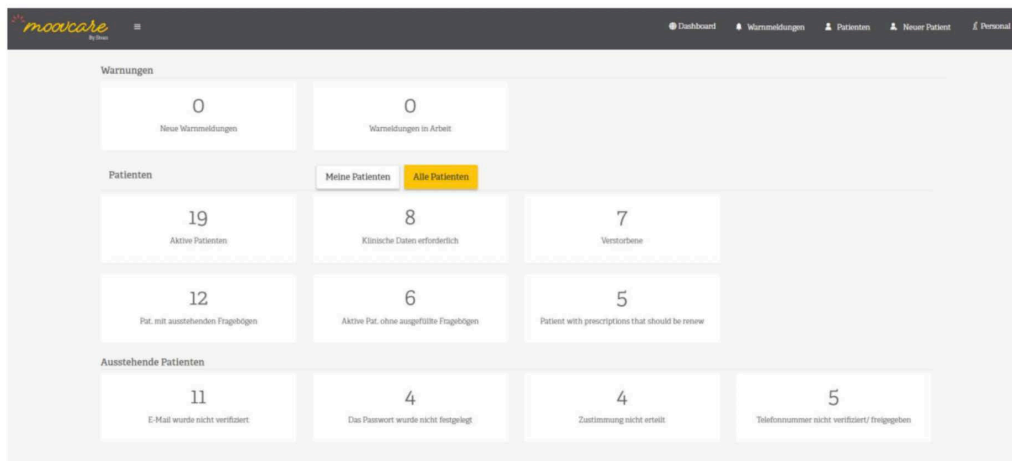 moovcare
By Sivan
Dashboard Warnmeldungen Patienten Neuer Patient Personal
Warnungen
0 0
Neue Warnmeldungen Warneldungen in Arbeit
Patienten Meine Patienten Alle Patienten
19 8 7
Aktive Patienten Klinische Daten erforderlich Verstorbene
12 6 5
Pat. mit ausstehenden Fragebögen Aktive Pat. ohne ausgefüllte Fragebögen Patient with prescriptions that should be renew
Ausstehende Patienten
11 4 4 5
E-Mail wurde nicht verifiziert Das Passwort wurde nicht festgelegt Zustimmung nicht erteilt Telefonnummer nicht verifiziert/ freigegeben